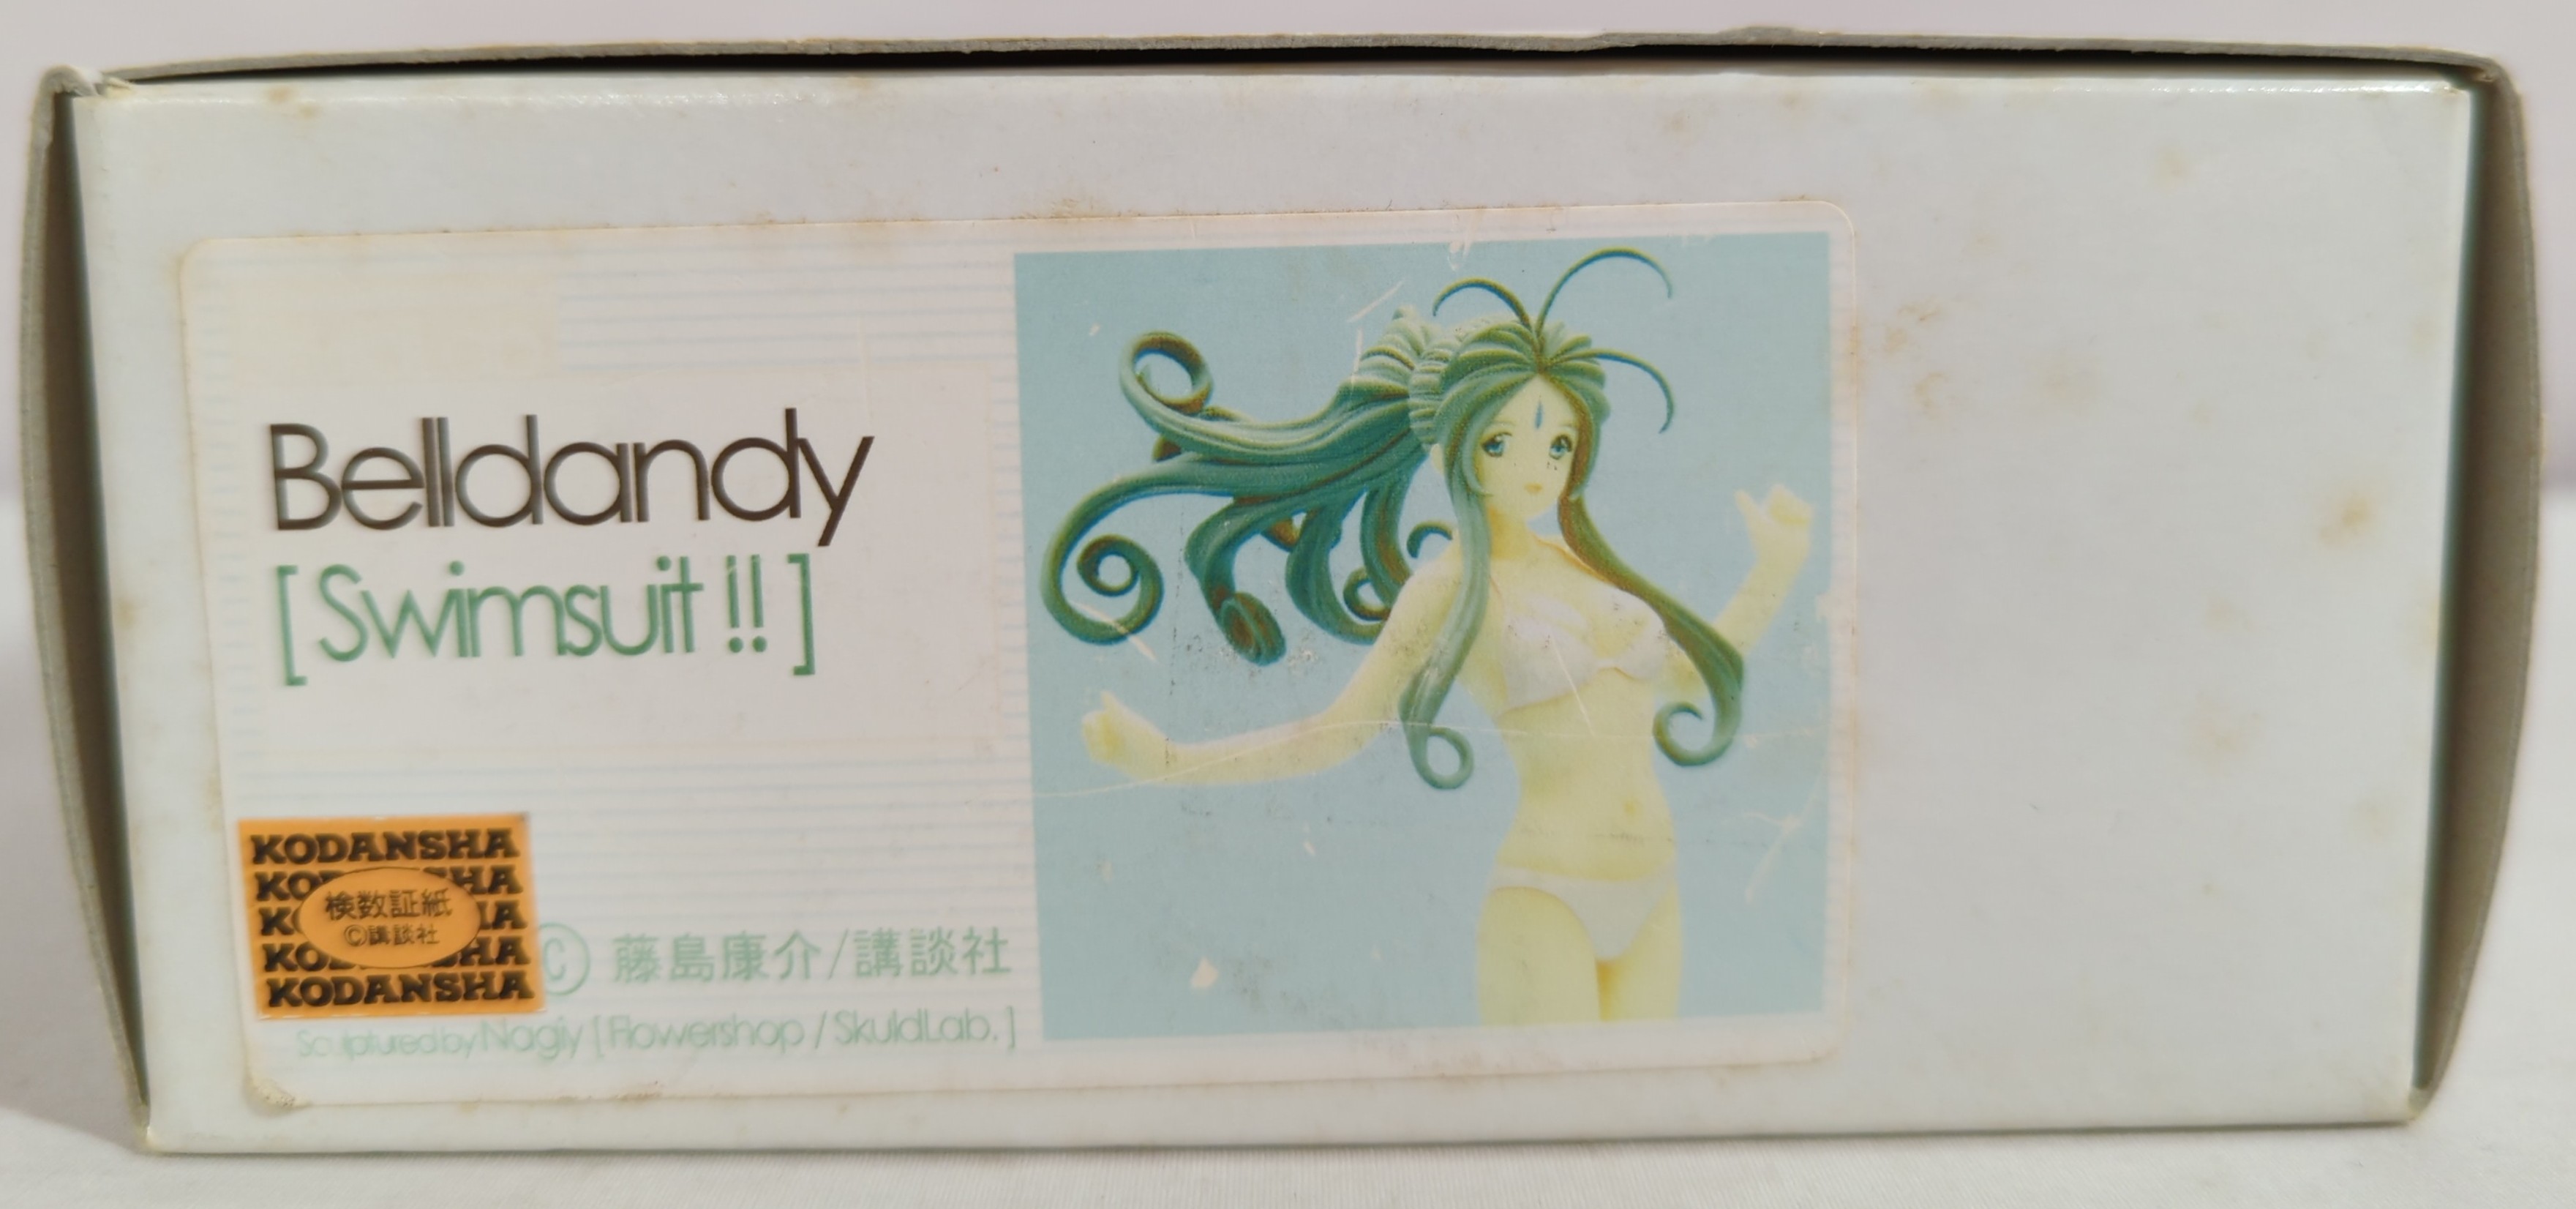 Belldandy
[Swimsuit !!]
KODANSHA
KODANSHA
KODANSHA
KODANSHA
KODANSHA
検数証紙
©講談社
© 藤島康介/講談社
Sculptured by Nagiy [Flowershop / SkuldLab.]